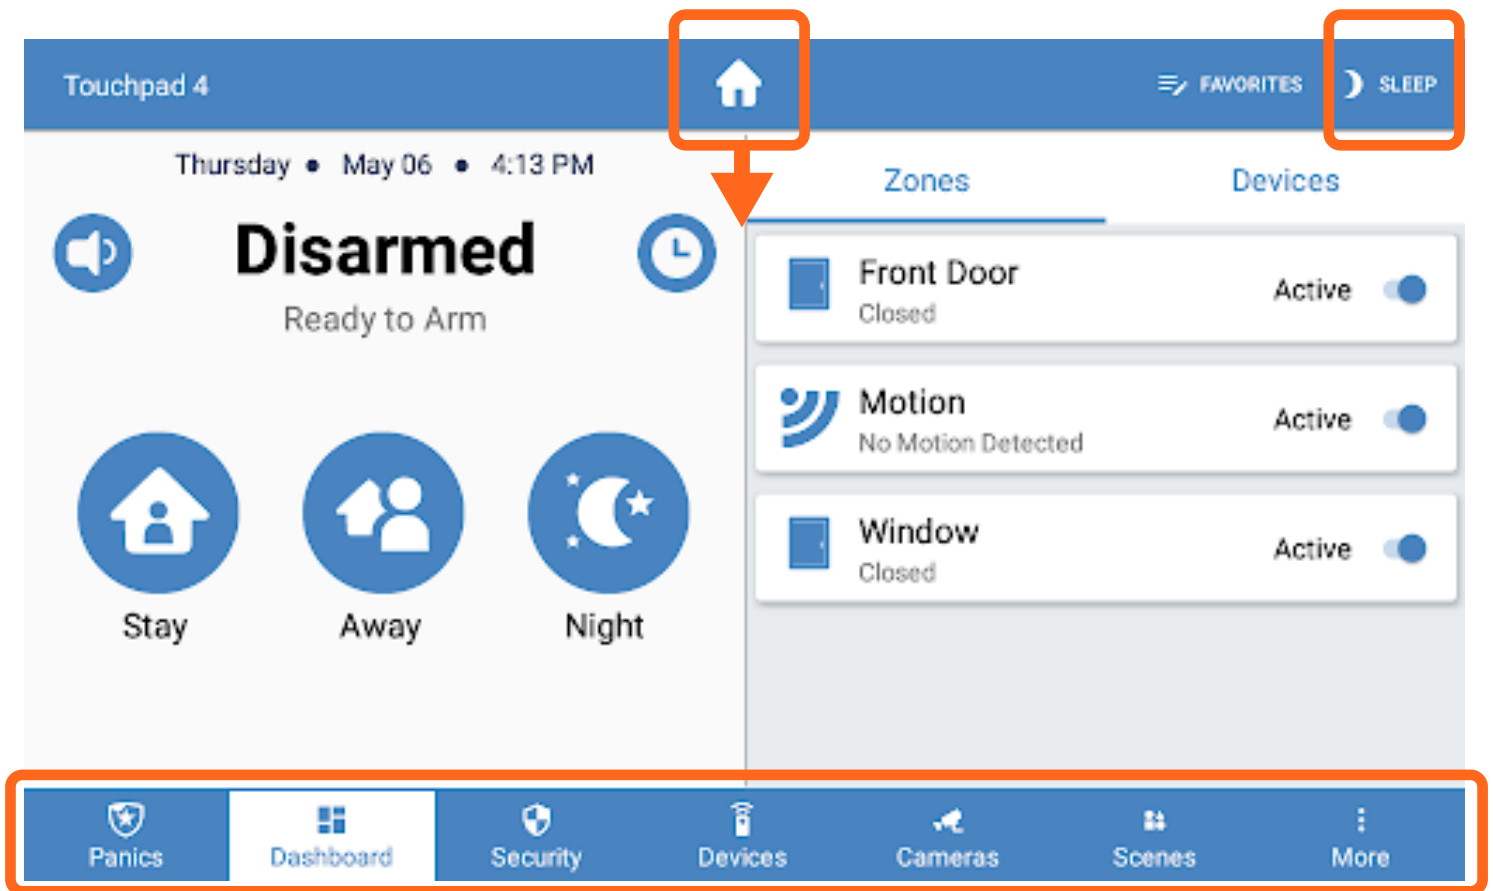 Touchpad 4
FAVORITES
SLEEP
Thursday • May 06 • 4:13 PM
Disarmed
Ready to Arm
Stay
Away
Night
Zones
Devices
Front Door
Closed
Active
Motion
No Motion Detected
Active
Window
Closed
Active
Panics
Dashboard
Security
Devices
Cameras
Scenes
More